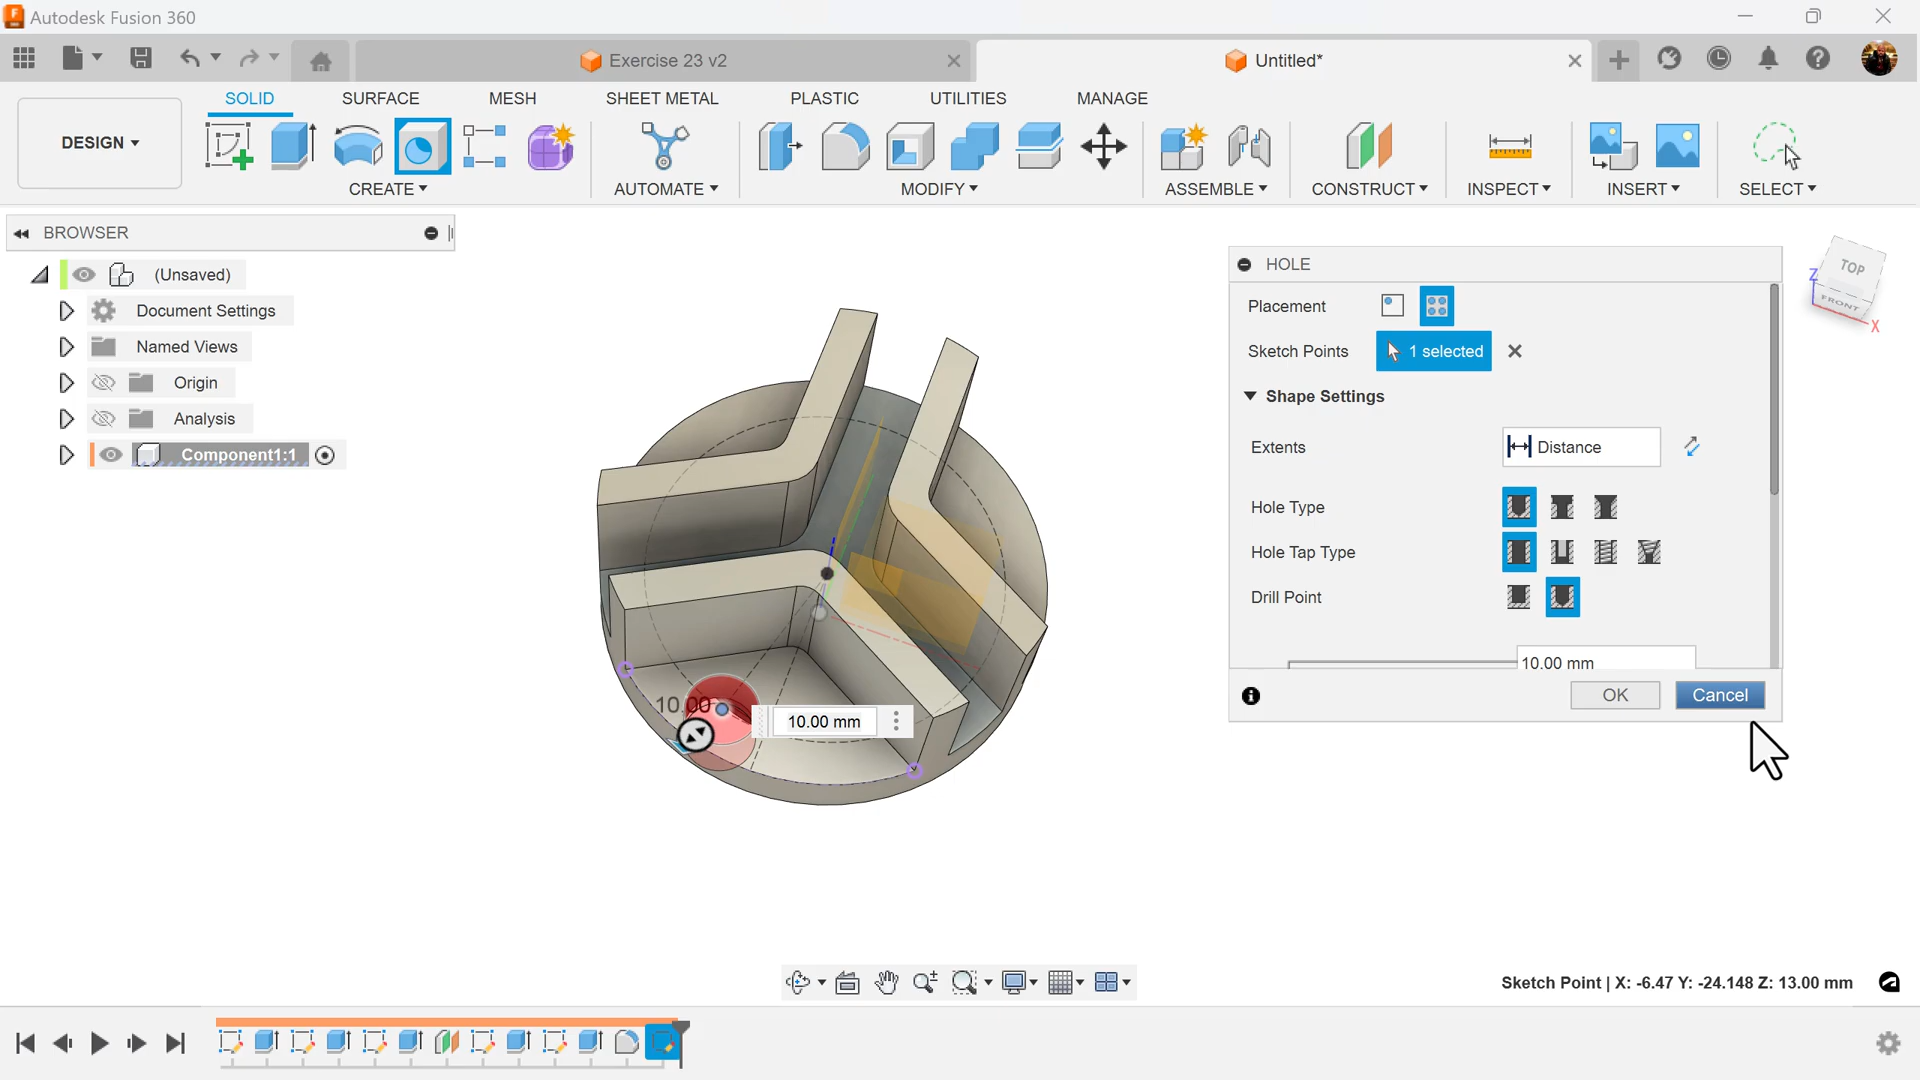 Autodesk Fusion 360
Exercise 23 v2
Untitled*
SOLID SURFACE MESH SHEET METAL PLASTIC UTILITIES MANAGE
DESIGN
CREATE AUTOMATE MODIFY ASSEMBLE CONSTRUCT INSPECT INSERT SELECT
BROWSER
(Unsaved)
Document Settings
Named Views
Origin
Analysis
Component1:1
HOLE
Placement
Sketch Points 1 selected
Shape Settings
Extents Distance
Hole Type
Hole Tap Type
Drill Point
10.00 mm
OK Cancel
TOP
FRONT
Z
X
10.00
10.00 mm
Sketch Point | X: -6.47 Y: -24.148 Z: 13.00 mm